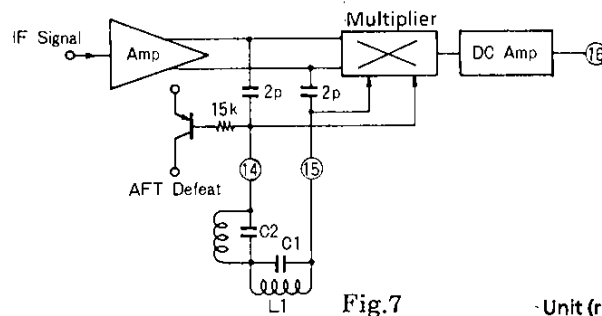 Multiplier
IF Signal
Amp
DC Amp
16
2p
2p
15k
AFT Defeat
14
15
C2
C1
L1
Fig.7
Unit (